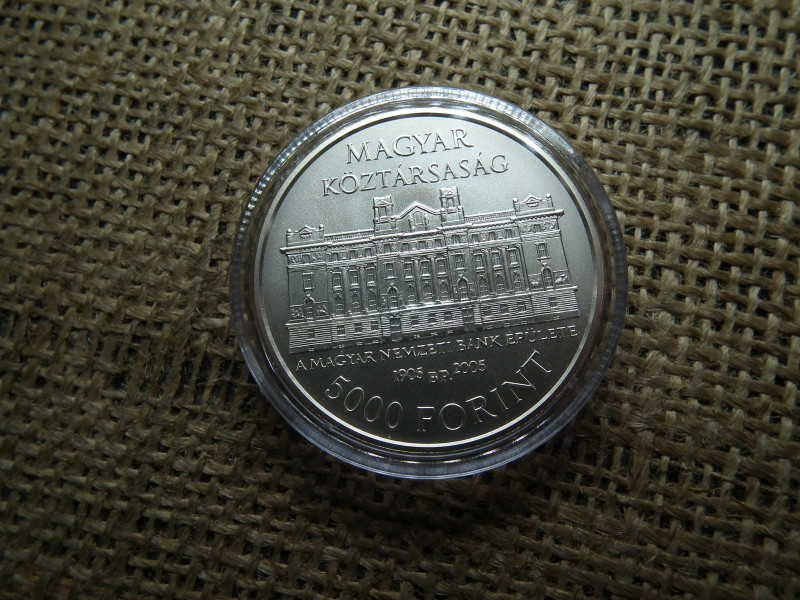 MAGYAR
KÖZTÁRSASÁG
A MAGYAR NEMZETI BANK ÉPÜLETE
1905 BP. 2005
5000 FORINT